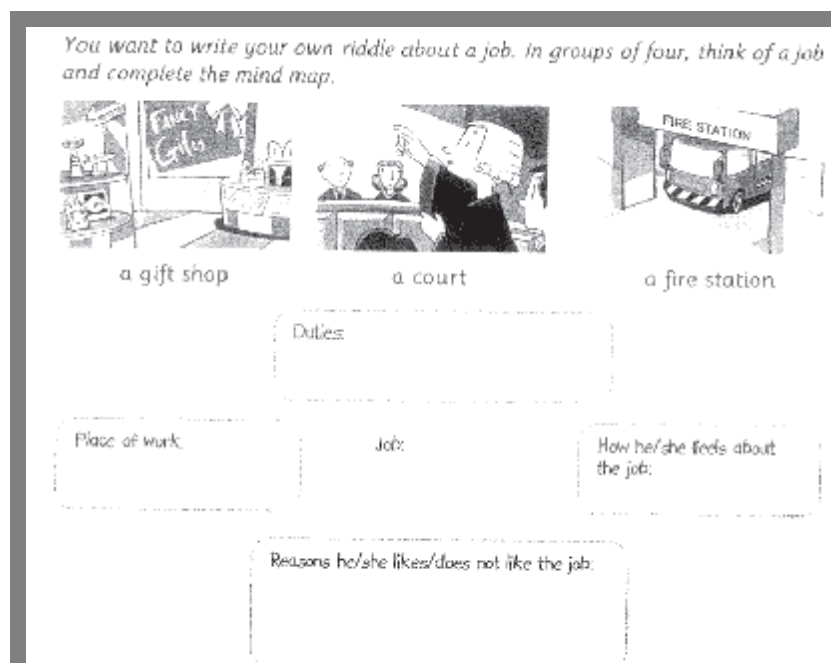 You want to write your own riddle about a job. In groups of four, think of a job
and complete the mind map.
FANCY
Gifts
FIRE STATION
a gift shop
a court
a fire station
Duties:
Place of work:
Job:
How he/she feels about
the job:
Reasons he/she likes/does not like the job: